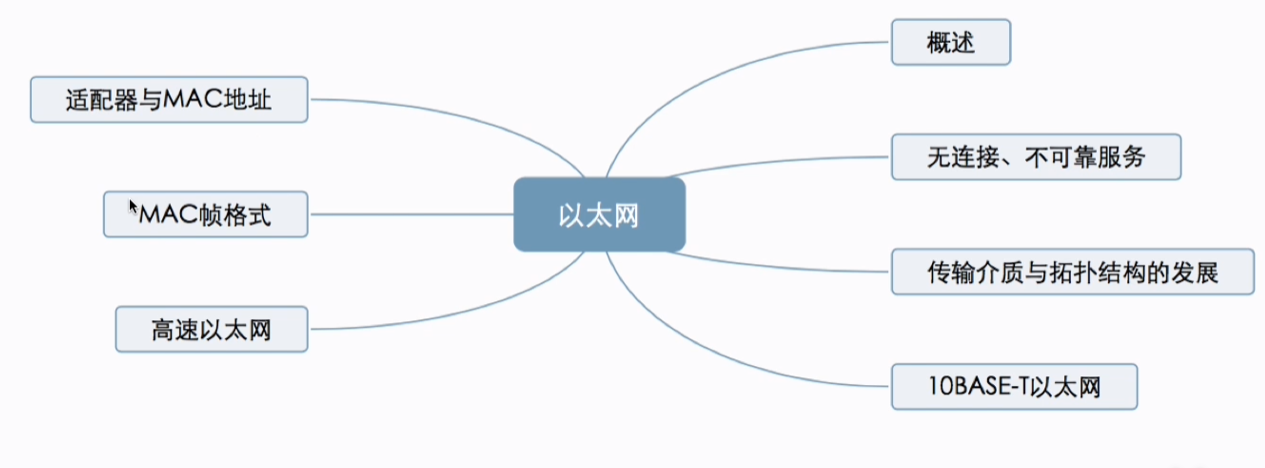 概述
适配器与MAC地址
无连接、不可靠服务
MAC帧格式
以太网
传输介质与拓扑结构的发展
高速以太网
10BASE-T以太网